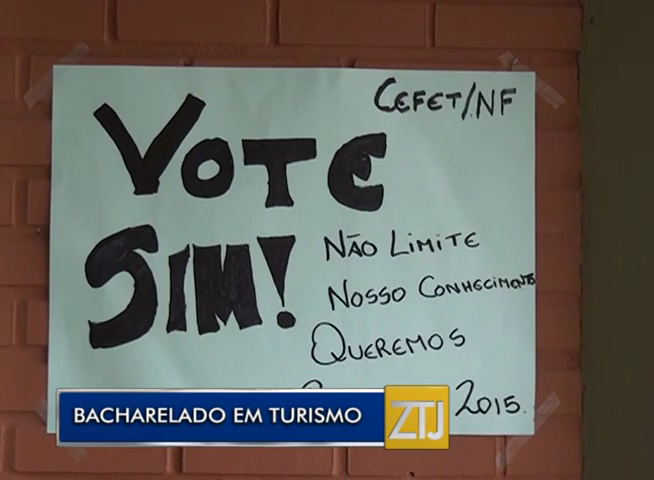 CEFET/NF
VOTE
SIM!
NÃO LIMITE
NOSSO CONHECIMENTO
QUEREMOS
2015.
BACHARELADO EM TURISMO
ZTJ